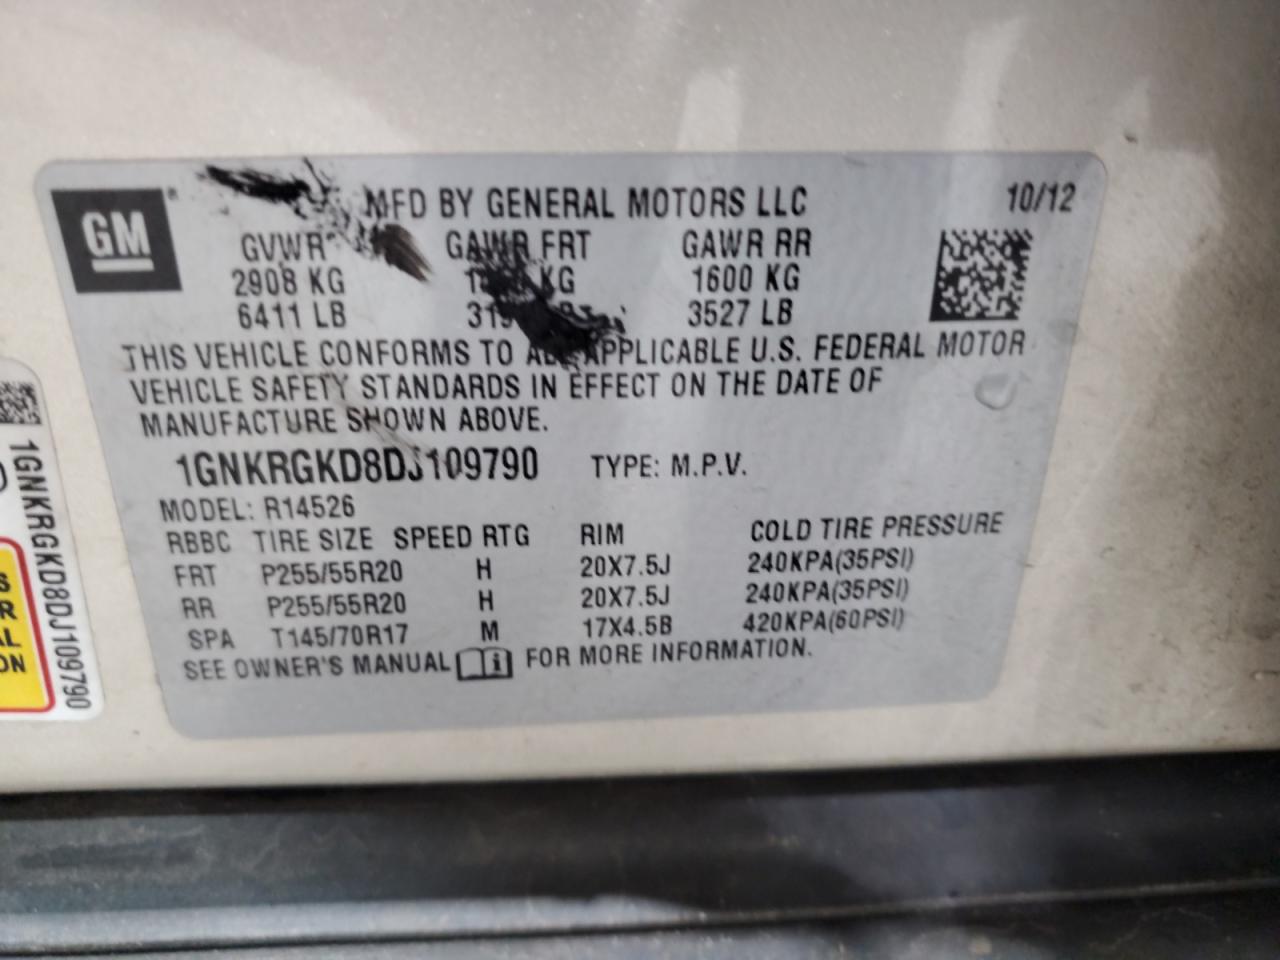 GM
MFD BY GENERAL MOTORS LLC 10/12
GVWR GAWR FRT GAWR RR
2908 KG KG 1600 KG
6411 LB 3527 LB
THIS VEHICLE CONFORMS TO ALL APPLICABLE U.S. FEDERAL MOTOR
VEHICLE SAFETY STANDARDS IN EFFECT ON THE DATE OF
MANUFACTURE SHOWN ABOVE.
1GNKRGKD8DJ109790 TYPE: M.P.V.
MODEL: R14526
RBBC TIRE SIZE SPEED RTG RIM COLD TIRE PRESSURE
FRT P255/55R20 H 20X7.5J 240KPA(35PSI)
RR P255/55R20 H 20X7.5J 240KPA(35PSI)
SPA T145/70R17 M 17X4.5B 420KPA(60PSI)
SEE OWNER'S MANUAL FOR MORE INFORMATION.
1GNKRGKD8DJ109790